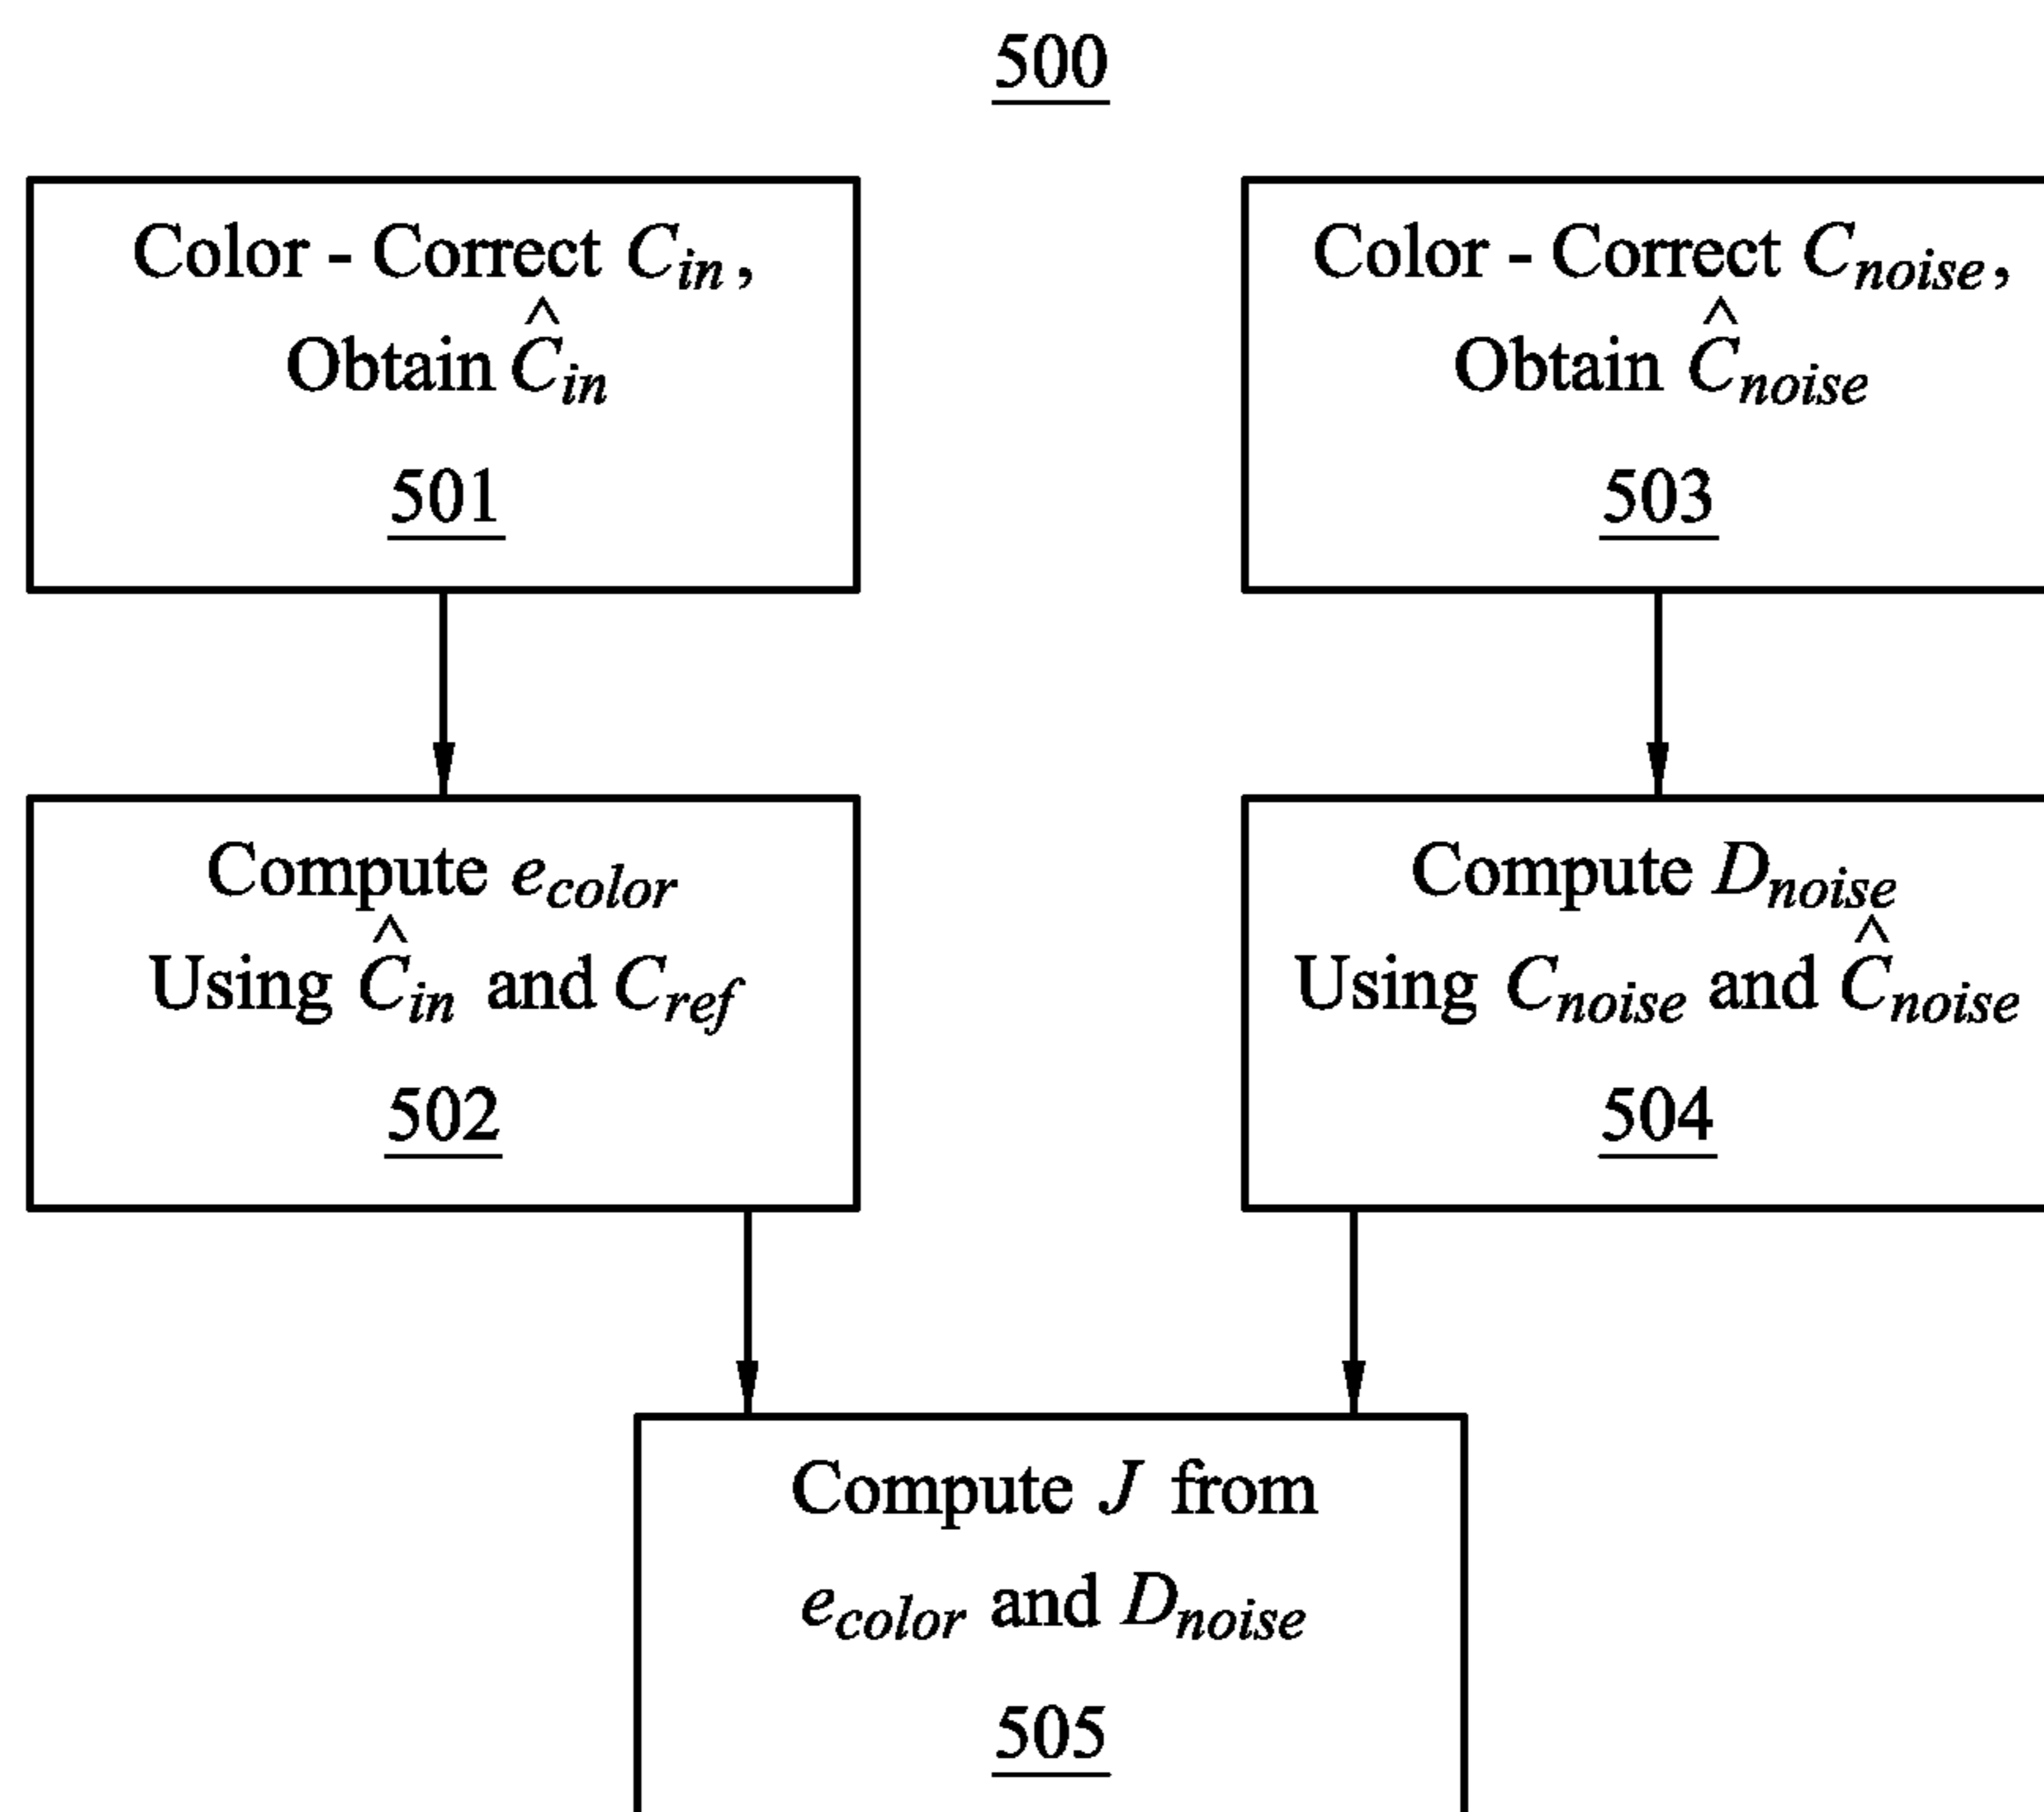 500
Color - Correct C_in,
Obtain Ĉ_in
501
Color - Correct C_noise,
Obtain Ĉ_noise
503
Compute e_color
Using Ĉ_in and C_ref
502
Compute D_noise
Using C_noise and Ĉ_noise
504
Compute J from
e_color and D_noise
505